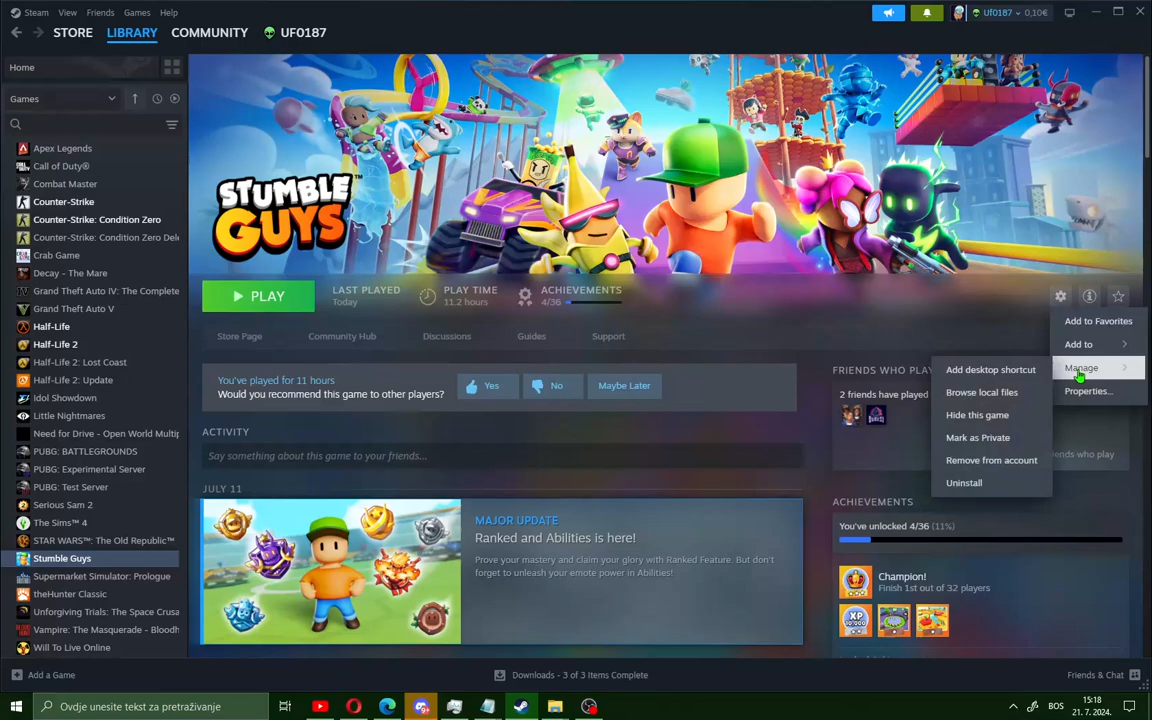 Steam View Friends Games Help
Uf0187 0,10€
STORE LIBRARY COMMUNITY UF0187
Home
Games
Apex Legends
Call of Duty®
Combat Master
Counter-Strike
Counter-Strike: Condition Zero
Counter-Strike: Condition Zero Dele
Crab Game
Decay - The Mare
Grand Theft Auto IV: The Complete
Grand Theft Auto V
Half-Life
Half-Life 2
Half-Life 2: Lost Coast
Half-Life 2: Update
Idol Showdown
Little Nightmares
Need for Drive - Open World Multip
PUBG: BATTLEGROUNDS
PUBG: Experimental Server
PUBG: Test Server
Serious Sam 2
The Sims™ 4
STAR WARS™: The Old Republic™
Stumble Guys
Supermarket Simulator: Prologue
theHunter Classic
Unforgiving Trials: The Space Crusa
Vampire: The Masquerade - Bloodh
Will To Live Online
Add a Game
STUMBLE
GUYS
PLAY
LAST PLAYED
Today
PLAY TIME
11.2 hours
ACHIEVEMENTS
4/36
Store Page Community Hub Discussions Guides Support
You've played for 11 hours
Would you recommend this game to other players?
Yes No Maybe Later
ACTIVITY
Say something about this game to your friends...
JULY 11
MAJOR UPDATE
Ranked and Abilities is here!
Prove your mastery and claim your glory with Ranked Feature. But don't
forget to unleash your emote power in Abilities!
Add to Favorites
Add to
Manage
Properties...
Add desktop shortcut
Browse local files
Hide this game
Mark as Private
Remove from account
Uninstall
FRIENDS WHO PLAY
2 friends have played
ends who play
ACHIEVEMENTS
You've unlocked 4/36 (11%)
Champion!
Finish 1st out of 32 players
XP
10,000
Downloads - 3 of 3 Items Complete
Friends & Chat
Ovdje unesite tekst za pretraživanje
BOS
15:18
21. 7. 2024.